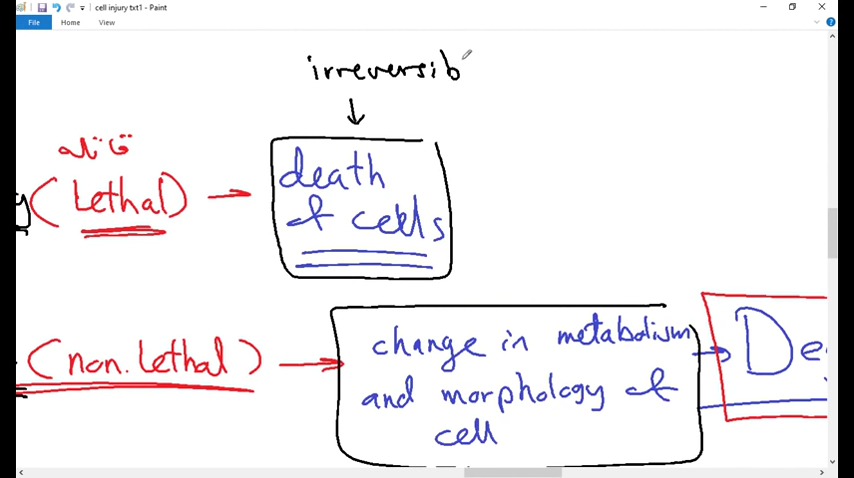 cell injury txt1 - Paint
File Home View
irreversib
قاتله
(Lethal) → death
of cells
(non.Lethal) → change in metabolism → De
and morphology of
cell